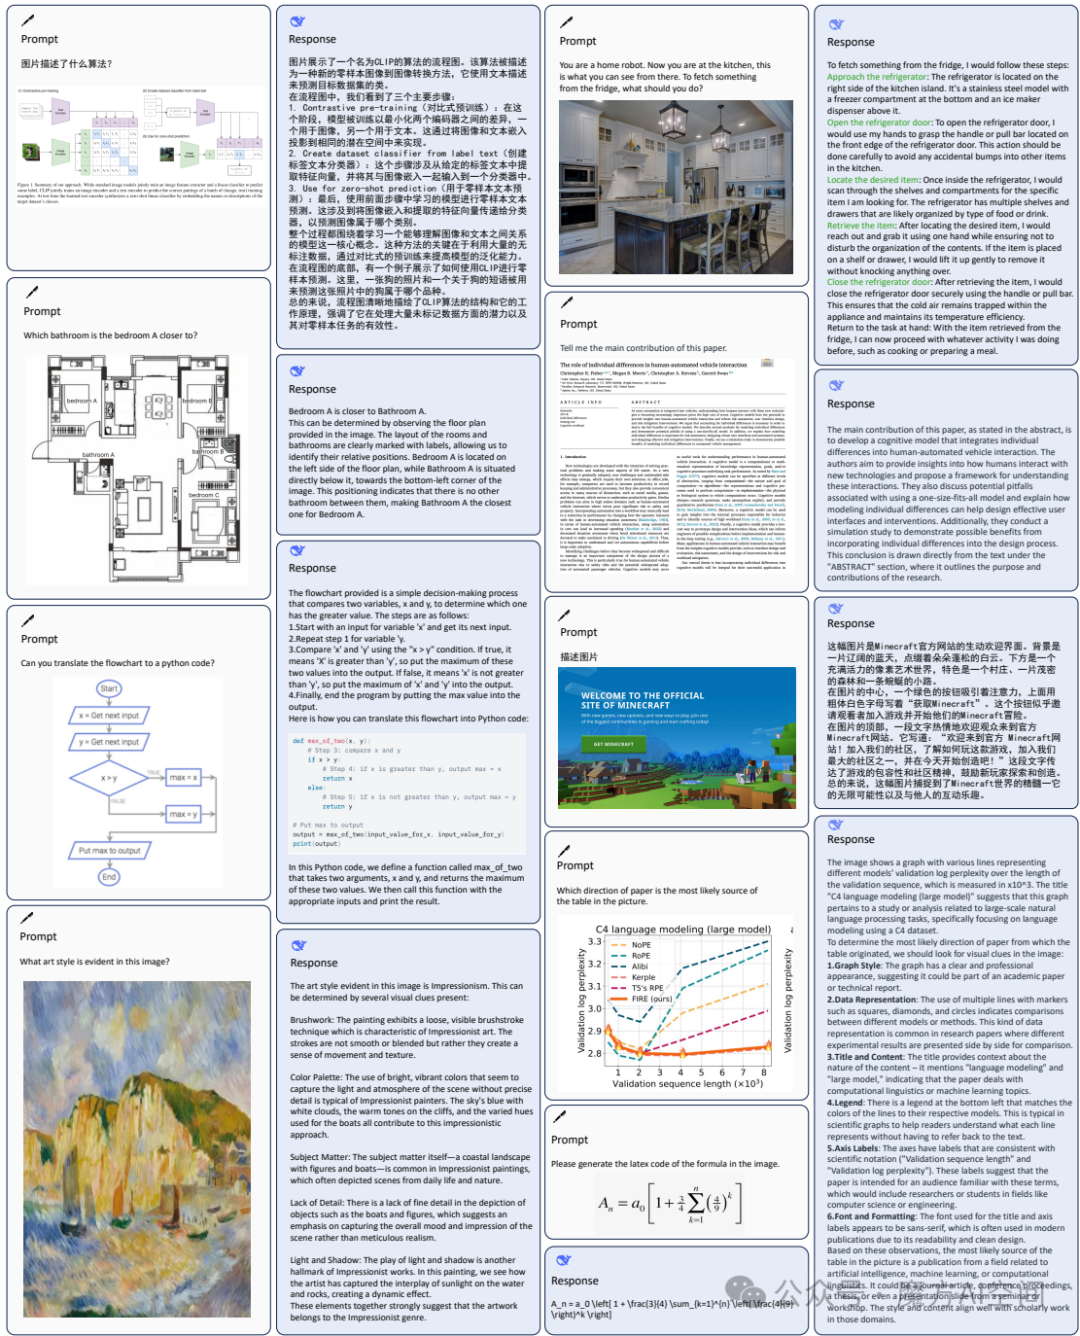 Prompt
图片描述了什么算法?
Prompt
Which bathroom is the bedroom A closer to?
bedroom A
bedroom B
bathroom A
bathroom B
bedroom C
Prompt
Can you translate the flowchart to a python code?
Start
x = Get next input
y = Get next input
x > y
TRUE
max = x
FALSE
max = y
Put max to output
End
Prompt
What art style is evident in this image?
Response
图片展示了一个名为CLIP的算法的流程图。该算法被描述
为一种新的零样本图像到图像转换方法，它使用文本描述
来预测目标数据集的类。
在流程图中，我们看到了三个主要步骤：
1. Contrastive pre-training（对比式预训练）：在这
个阶段，模型被训练以最小化两个编码器之间的差异，一
个用于图像，另一个用于文本。这通过将图像和文本嵌入
投影到相同的潜在空间中来实现。
2. Create dataset classifier from label text（创建
标签文本分类器）：这个步骤涉及从给定的标签文本中提
取特征向量，并将其与图像嵌入一起输入到一个分类器中。
3. Use for zero-shot prediction（用于零样本文本预
测）：最后，使用前面步骤中学习的模型进行零样本文本
预测。这涉及到将图像嵌入和提取的特征向量传递给分类
器，以预测图像属于哪个类别。
整个过程都围绕着学习一个能够理解图像和文本之间关系
的模型这一核心概念。这种方法的关键在于利用大量的无
标注数据，通过对比式的预训练来提高模型的泛化能力。
在流程图的底部，有一个例子展示了如何使用CLIP进行零
样本预测。这里，一张狗的照片和一个关于狗的短语被用
来预测这张照片中的狗属于哪个品种。
总的来说，流程图清晰地描绘了CLIP算法的结构和它的工
作原理，强调了它在处理大量未标记数据方面的潜力以及
其对零样本任务的有效性。
Response
Bedroom A is closer to Bathroom A.
This can be determined by observing the floor plan
provided in the image. The layout of the rooms and
bathrooms are clearly marked with labels, allowing us to
identify their relative positions. Bedroom A is located on
the left side of the floor plan, while Bathroom A is situated
directly below it, towards the bottom-left corner of the
image. This positioning indicates that there is no other
bathroom between them, making Bathroom A the closest
one for Bedroom A.
Response
The flowchart provided is a simple decision-making process
that compares two variables, x and y, to determine which one
has the greater value. The steps are as follows:
1.Start with an input for variable 'x' and get its next input.
2.Repeat step 1 for variable 'y.
3.Compare 'x' and 'y' using the "x > y" condition. If true, it
means 'X' is greater than 'y', so put the maximum of these
two values into the output. If false, it means 'x' is not greater
than 'y', so put the maximum of 'x' and 'y' into the output.
4.Finally, end the program by putting the max value into the
output.
Here is how you can translate this flowchart into Python code:
def max_of_two(x, y):
# Step 3: compare x and y
if x > y:
# Step 4: if x is greater than y, output max = x
return x
else:
# Step 5: if x is not greater than y, output max = y
return y
# Put max to output
output = max_of_two(input_value_for_x, input_value_for_y)
print(output)
In this Python code, we define a function called max_of_two
that takes two arguments, x and y, and returns the maximum
of these two values. We then call this function with the
appropriate inputs and print the result.
Response
The art style evident in this image is Impressionism. This can
be determined by several visual clues present:
Brushwork: The painting exhibits a loose, visible brushstroke
technique which is characteristic of Impressionist art. The
strokes are not smooth or blended but rather they create a
sense of movement and texture.
Color Palette: The use of bright, vibrant colors that seem to
capture the light and atmosphere of the scene without precise
detail is typical of Impressionist painters. The sky's blue with
white clouds, the warm tones on the cliffs, and the varied hues
used for the boats all contribute to this impressionistic
approach.
Subject Matter: The subject matter itself—a coastal landscape
with figures and boats—is common in Impressionist paintings,
which often depicted scenes from daily life and nature.
Lack of Detail: There is a lack of fine detail in the depiction of
objects such as the boats and figures, which suggests an
emphasis on capturing the overall mood and impression of the
scene rather than meticulous realism.
Light and Shadow: The play of light and shadow is another
hallmark of Impressionist works. In this painting, we see how
the artist has captured the interplay of sunlight on the water
and rocks, creating a dynamic effect.
These elements together strongly suggest that the artwork
belongs to the Impressionist genre.
Prompt
You are a home robot. Now you are at the kitchen, this
is what you can see from there. To fetch something
from the fridge, what should you do?
Prompt
Tell me the main contribution of this paper.
The role of individual differences in human-automated vehicle interaction
ARTICLE INFO
ABSTRACT
1. Introduction
Prompt
描述图片
WELCOME TO THE OFFICIAL
SITE OF MINECRAFT
With new games, new updates, and new ways to play, join one
of the biggest communities in gaming and start crafting today!
GET MINECRAFT
Prompt
Which direction of paper is the most likely source of
the table in the picture.
C4 language modeling (large model)
Validation log perplexity
3.3
3.2
3.1
3.0
2.9
2.8
NoPE
RoPE
Alibi
Kerple
T5's RPE
FIRE (ours)
1 2 3 4 5 6 7 8
Validation sequence length (×10³)
Validation log perplexity
Prompt
Please generate the latex code of the formula in the image.
Aₙ = a₀[1 + 3/4 ∑ₖ₌₁ⁿ (4/9)ᵏ]
Response
A_n = a_0 \left[ 1 + \frac{3}{4} \sum_{k=1}^{n} \left( \frac{4}{9}
\right)^k \right]
Response
To fetch something from the fridge, I would follow these steps:
Approach the refrigerator: The refrigerator is located on the
right side of the kitchen island. It's a stainless steel model with
a freezer compartment at the bottom and an ice maker
dispenser above it.
Open the refrigerator door: To open the refrigerator door, I
would use my hands to grasp the handle or pull bar located on
the front edge of the refrigerator door. This action should be
done carefully to avoid any accidental bumps into other items
in the kitchen.
Locate the desired item: Once inside the refrigerator, I would
scan through the shelves and compartments for the specific
item I am looking for. The refrigerator has multiple shelves and
drawers that are likely organized by type of food or drink.
Retrieve the item: After locating the desired item, I would
reach out and grab it using one hand while ensuring not to
disturb the organization of the contents. If the item is placed
on a shelf or drawer, I would lift it up gently to remove it
without knocking anything over.
Close the refrigerator door: After retrieving the item, I would
close the refrigerator door securely using the handle or pull bar.
This ensures that the cold air remains trapped within the
appliance and maintains its temperature efficiency.
Return to the task at hand: With the item retrieved from the
fridge, I can now proceed with whatever activity I was doing
before, such as cooking or preparing a meal.
Response
The main contribution of this paper, as stated in the abstract, is
to develop a cognitive model that integrates individual
differences into human-automated vehicle interaction. The
authors aim to provide insights into how humans interact with
new technologies and propose a framework for understanding
these interactions. They also discuss potential pitfalls
associated with using a one-size-fits-all model and explain how
modeling individual differences can help design effective user
interfaces and interventions. Additionally, they conduct a
simulation study to demonstrate possible benefits from
incorporating individual differences into the design process.
This conclusion is drawn directly from the text under the
"ABSTRACT" section, where it outlines the purpose and
contributions of the research.
Response
这幅图片是Minecraft官方网站的生动欢迎界面。背景是
一片辽阔的蓝天，点缀着朵朵蓬松的白云。下方是一个
充满活力的像素艺术世界，特色是一个村庄、一片茂密
的森林和一条蜿蜒的小路。
在图片的中心，一个绿色的按钮吸引着注意力，上面用
粗体白色字母写着“获取Minecraft”。这个按钮似乎邀
请观看者加入游戏并开始他们的Minecraft冒险。
在图片的顶部，一段文字热情地欢迎观众来到官方
Minecraft网站。它写道：“欢迎来到官方 Minecraft网
站！加入我们的社区，了解如何玩这款游戏，加入我们
最大的社区之一，并在今天开始创造吧！”这段文字传
达了游戏的包容性和社区精神，鼓励新玩家探索和创造。
总的来说，这幅图片捕捉到了Minecraft世界的精髓——它
的无限可能性以及与他人的互动乐趣。
Response
The image shows a graph with various lines representing
different models' validation log perplexity over the length of
the validation sequence, which is measured in x10^3. The title
"C4 language modeling (large model)" suggests that this graph
pertains to a study or analysis related to large-scale natural
language processing tasks, specifically focusing on language
modeling using a C4 dataset.
To determine the most likely direction of paper from which the
table originated, we should look for visual clues in the image:
1.Graph Style: The graph has a clear and professional
appearance, suggesting it could be part of an academic paper
or technical report.
2.Data Representation: The use of multiple lines with markers
such as squares, diamonds, and circles indicates comparisons
between different models or methods. This kind of data
representation is common in research papers where different
experimental results are presented side by side for comparison.
3.Title and Content: The title provides context about the
nature of the content – it mentions "language modeling" and
"large model," indicating that the paper deals with
computational linguistics or machine learning topics.
4.Legend: There is a legend at the bottom left that matches the
colors of the lines to their respective models. This is typical in
scientific graphs to help readers understand what each line
represents without having to refer back to the text.
5.Axis Labels: The axes have labels that are consistent with
scientific notation ("Validation sequence length" and
"Validation log perplexity"). These labels suggest that the
paper is intended for an audience familiar with these terms,
which would include researchers or students in fields like
computer science or engineering.
6.Font and Formatting: The font used for the title and axis
labels appears to be sans-serif, which is often used in modern
publications due to its readability and clean design.
Based on these observations, the most likely source of the
table in the picture is a publication from a field related to
artificial intelligence, machine learning, or computational
linguistics. It could be a journal article, conference proceedings,
a thesis, or even a presentation slide from a seminar or
workshop. The style and content align well with scholarly work
in those domains.
公众号